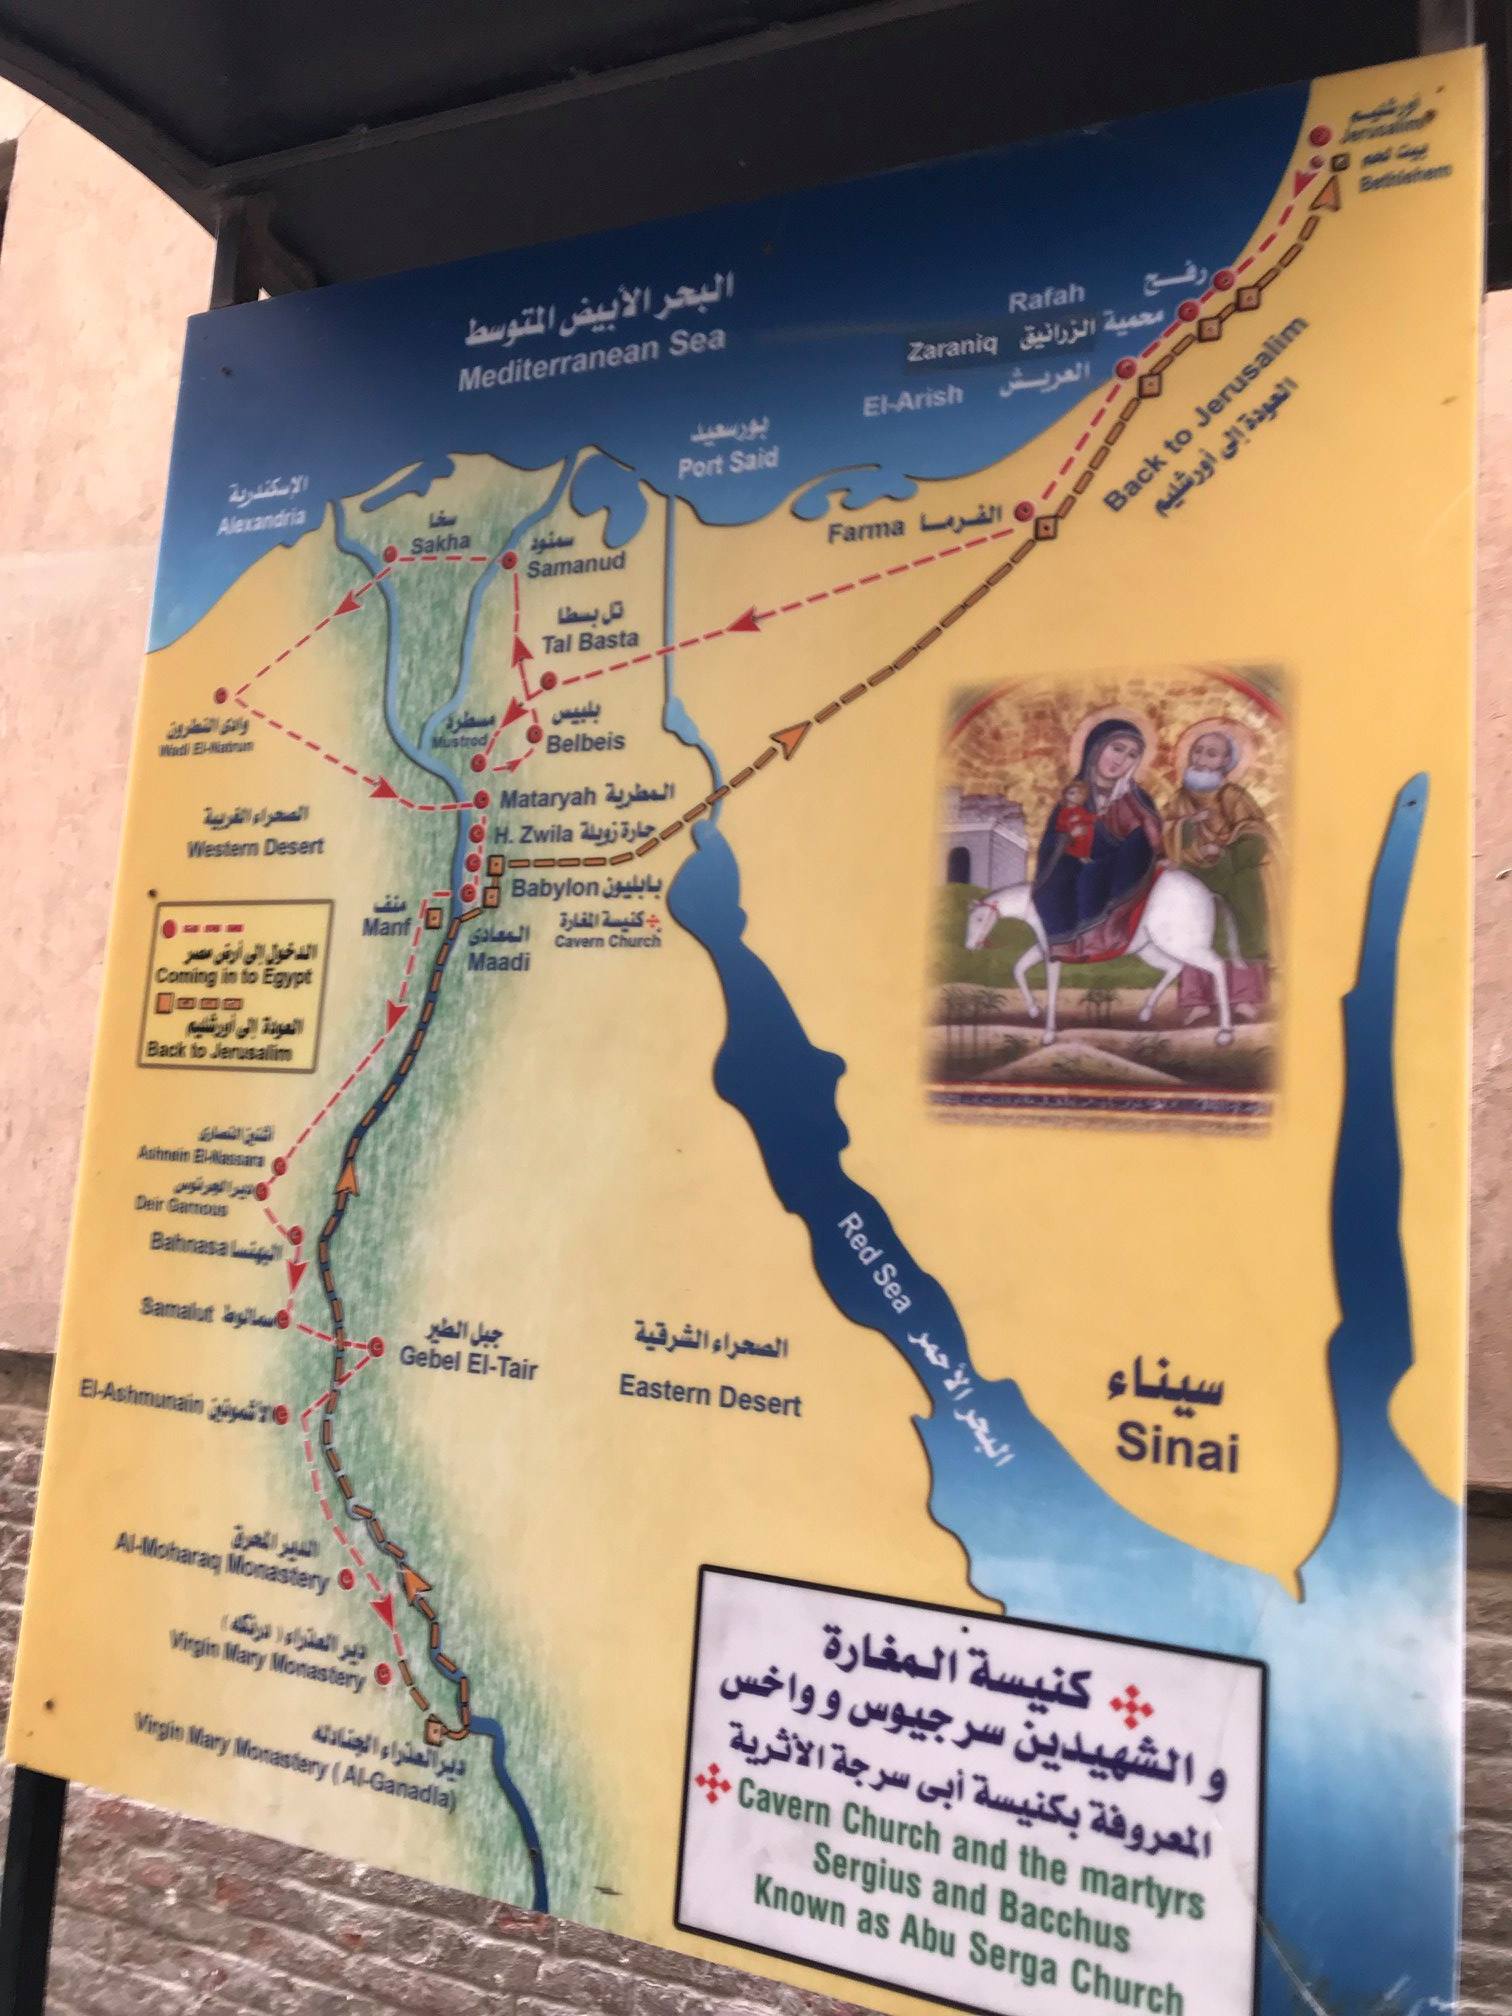 أورشليم
Jerusalim
بيت لحم
Bethlehem
البحر الأبيض المتوسط
Mediterranean Sea
رفح
Rafah
محمية الزرانيق
Zaraniq
العريش
El-Arish
Back to Jerusalim
العودة إلى أورشليم
بورسعيد
Port Said
الإسكندرية
Alexandria
سخا
Sakha
سمنود
Samanud
Farma الفرما
تل بسطا
Tal Basta
بلبيس
Belbeis
مسطرد
Mustrod
وادى النطرون
Wadi El-Natrun
Mataryah المطرية
H. Zwila حارة زويلة
الصحراء الغربية
Western Desert
Babylon بابليون
كنيسة المغارة
Cavern Church
منف
Manf
المعادى
Maadi
الدخول إلى أرض مصر
Coming in to Egypt
العودة إلى أورشليم
Back to Jerusalim
أشنين النصارى
Ashnein El-Nassara
دير الجرنوس
Deir Garnous
Bahnasa البهنسا
Samalut سمالوط
جبل الطير
Gebel El-Tair
El-Ashmunain الأشمونين
الصحراء الشرقية
Eastern Desert
Red Sea البحر الأحمر
سيناء
Sinai
الدير المحرق
Al-Moharaq Monastery
دير العذراء ( درنكه )
Virgin Mary Monastery
دير العذراء الجنادله
Virgin Mary Monastery ( Al-Ganadla)
كنيسة المغارة
و الشهيدين سرجيوس و واخس
المعروفة بكنيسة أبى سرجة الأثرية
Cavern Church and the martyrs
Sergius and Bacchus
Known as Abu Serga Church